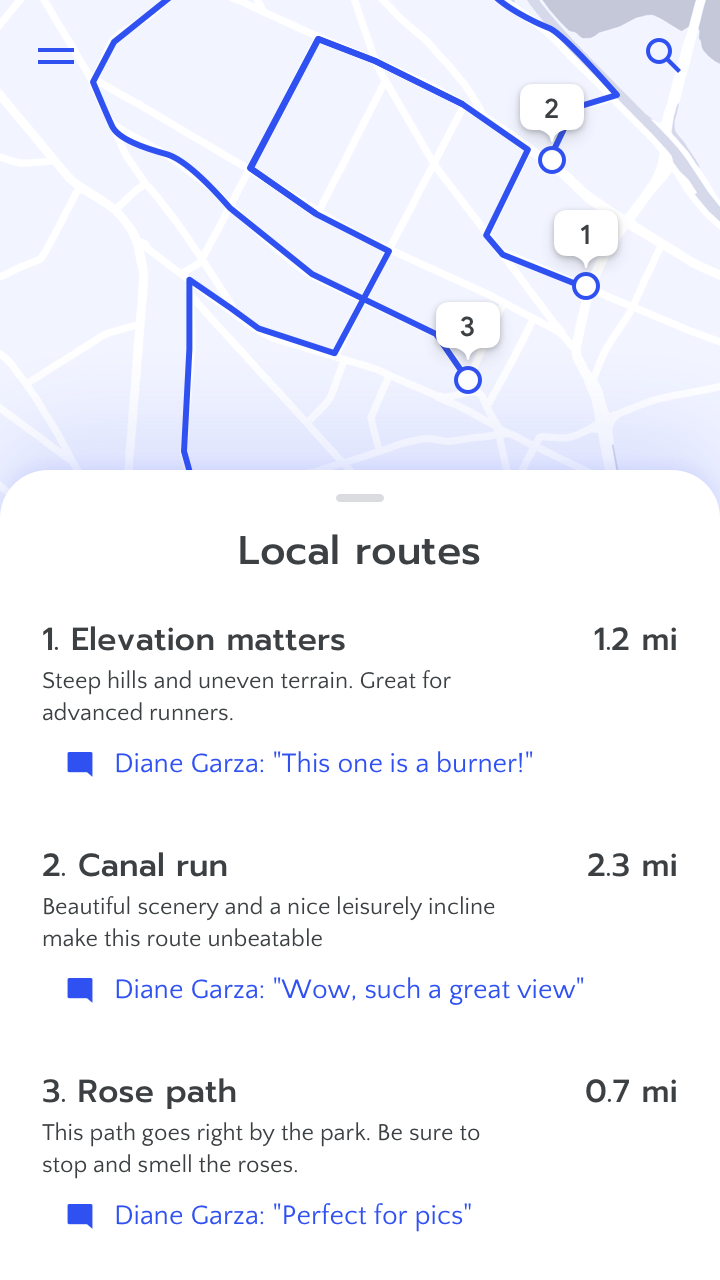 2
1
3
Local routes
1. Elevation matters 1.2 mi
Steep hills and uneven terrain. Great for
advanced runners.
Diane Garza: "This one is a burner!"
2. Canal run 2.3 mi
Beautiful scenery and a nice leisurely incline
make this route unbeatable
Diane Garza: "Wow, such a great view"
3. Rose path 0.7 mi
This path goes right by the park. Be sure to
stop and smell the roses.
Diane Garza: "Perfect for pics"